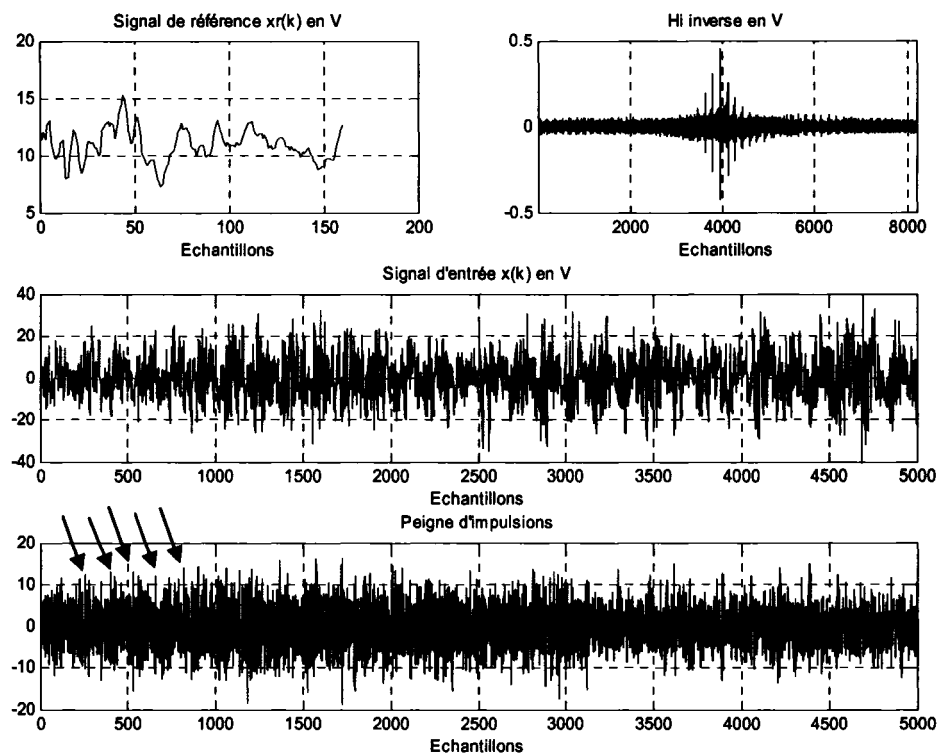 Signal de référence xr(k) en V
20
15
10
5
0 50 100 150 200
Echantillons
Hi inverse en V
0.5
0
-0.5
2000 4000 6000 8000
Echantillons
Signal d'entrée x(k) en V
40
20
0
-20
-40
0 500 1000 1500 2000 2500 3000 3500 4000 4500 5000
Echantillons
Peigne d'impulsions
20
10
0
-10
-20
0 500 1000 1500 2000 2500 3000 3500 4000 4500 5000
Echantillons